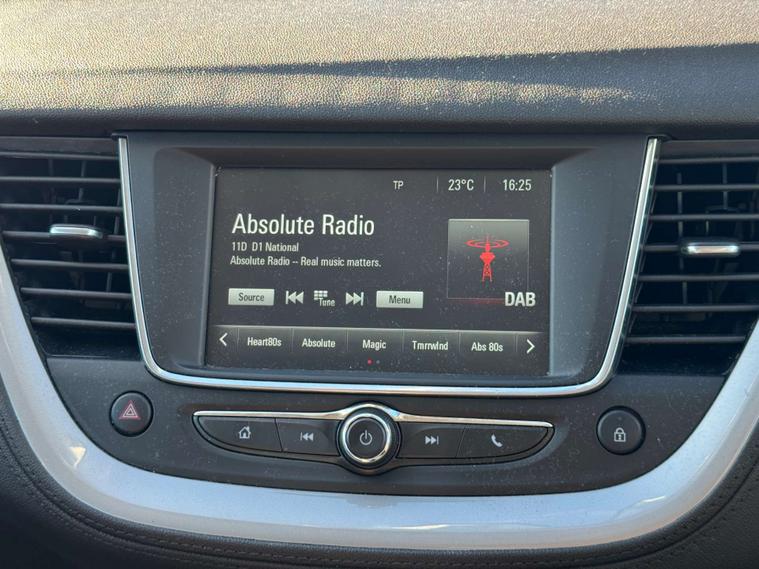 TP 23°C 16:25
Absolute Radio
11D D1 National
Absolute Radio -- Real music matters.
Source Tune Menu
DAB
Heart80s Absolute Magic Tmrrwlnd Abs 80s